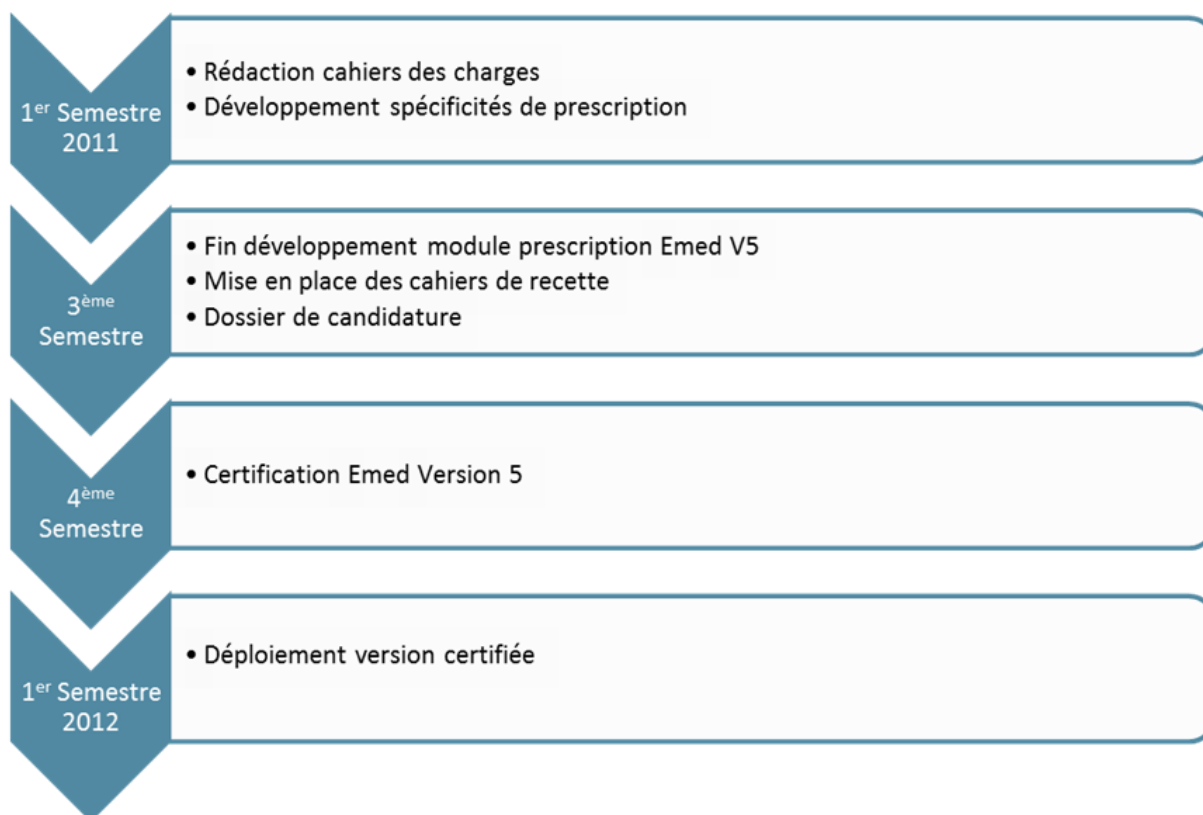 1er Semestre
2011
• Rédaction cahiers des charges
• Développement spécificités de prescription
3ème
Semestre
• Fin développement module prescription Emed V5
• Mise en place des cahiers de recette
• Dossier de candidature
4ème
Semestre
• Certification Emed Version 5
1er Semestre
2012
• Déploiement version certifiée